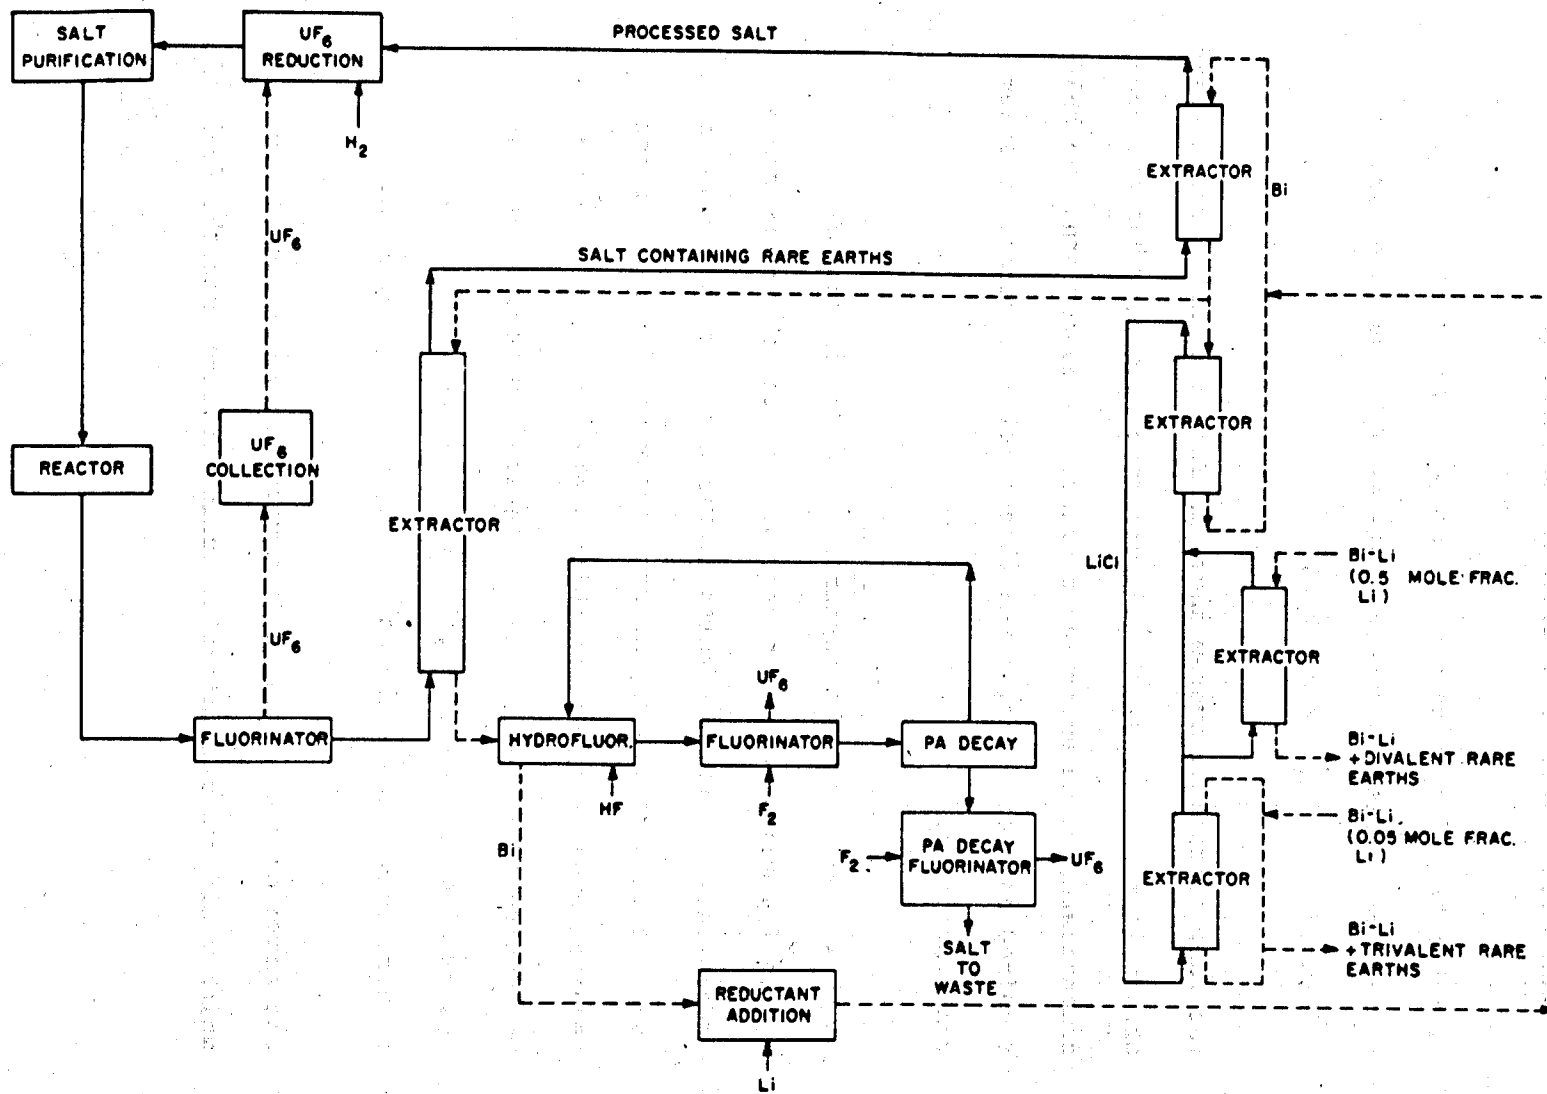 SALT
PURIFICATION
UF6
REDUCTION
PROCESSED SALT
H2
EXTRACTOR
Bi
UF6
SALT CONTAINING RARE EARTHS
EXTRACTOR
UF6
COLLECTION
REACTOR
EXTRACTOR
LiCl
Bi-Li
(0.5 MOLE FRAC.
Li)
UF6
EXTRACTOR
UF6
FLUORINATOR
HYDROFLUOR.
FLUORINATOR
PA DECAY
Bi-Li
+DIVALENT RARE
EARTHS
HF
F2
Bi-Li
(0.05 MOLE FRAC.
Li)
Bi
F2
PA DECAY
FLUORINATOR
UF6
EXTRACTOR
SALT
TO
WASTE
Bi-Li
+TRIVALENT RARE
EARTHS
REDUCTANT
ADDITION
Li